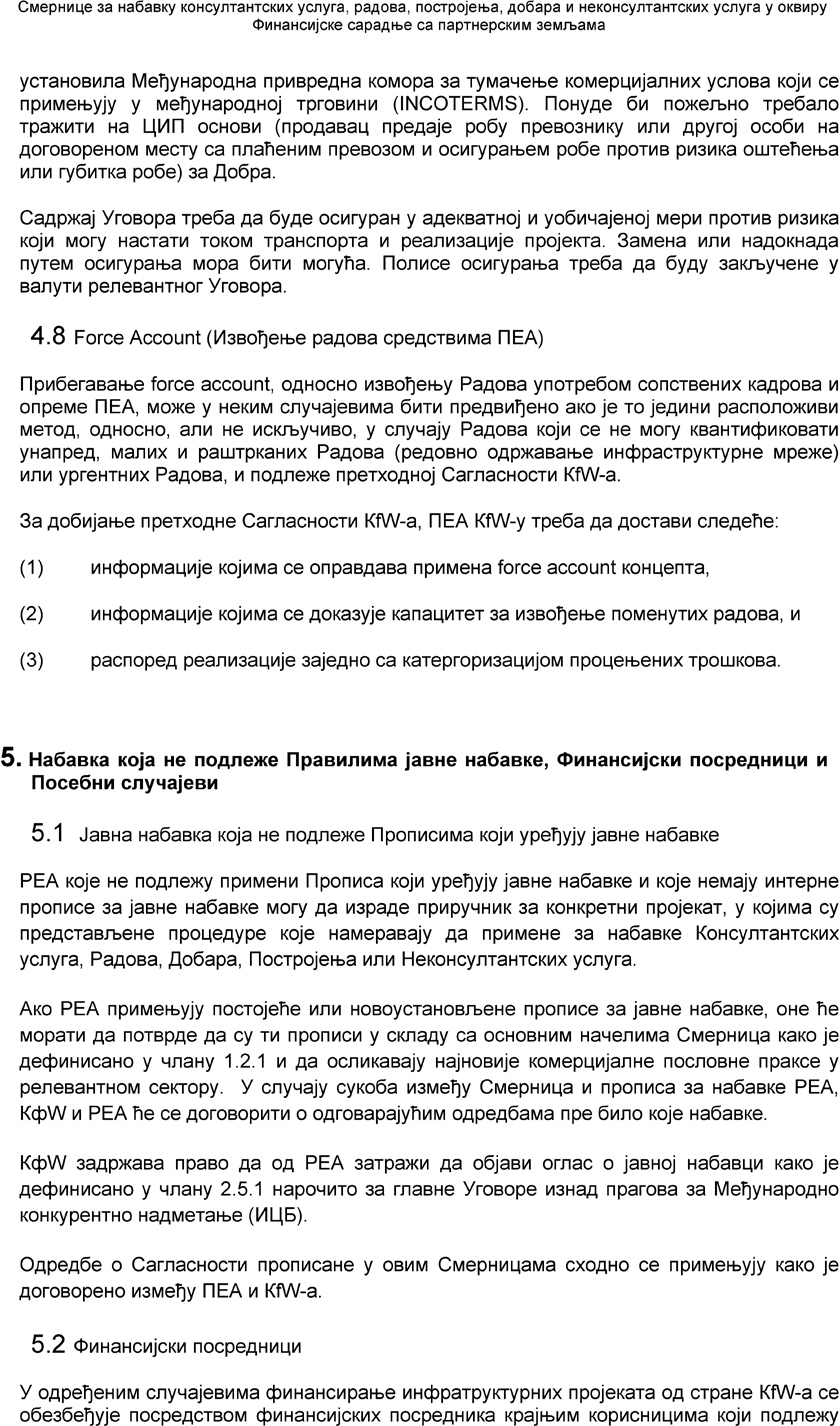 Смернице за набавку консултантских услуга, радова, постројења, добара и неконсултантских услуга у оквиру
Финансијске сарадње са партнерским земљама
установила Међународна привредна комора за тумачење комерцијалних услова који се
примењују у међународној трговини (INCOTERMS). Понуде би пожељно требало
тражити на ЦИП основи (продавац предаје робу превознику или другој особи на
договореном месту са плаћеним превозом и осигурањем робе против ризика оштећења
или губитка робе) за Добра.
Садржај Уговора треба да буде осигуран у адекватној и уобичајеној мери против ризика
који могу настати током транспорта и реализације пројекта. Замена или надокнада
путем осигурања мора бити могућа. Полисе осигурања треба да буду закључене у
валути релевантног Уговора.
4.8 Force Account (Извођење радова средствима ПЕА)
Прибегавање force account, односно извођењу Радова употребом сопствених кадрова и
опреме ПЕА, може у неким случајевима бити предвиђено ако је то једини расположиви
метод, односно, али не искључиво, у случају Радова који се не могу квантификовати
унапред, малих и раштрканих Радова (редовно одржавање инфраструктурне мреже)
или ургентних Радова, и подлеже претходној Сагласности KfW-а.
За добијање претходне Сагласности KfW-а, ПЕА KfW-у треба да достави следеће:
(1) информације којима се оправдава примена force account концепта,
(2) информације којима се доказује капацитет за извођење поменутих радова, и
(3) распоред реализације заједно са катергоризацијом процењених трошкова.
5. Набавка која не подлеже Правилима јавне набавке, Финансијски посредници и
Посебни случајеви
5.1 Јавна набавка која не подлеже Прописима који уређују јавне набавке
РЕА које не подлежу примени Прописа који уређују јавне набавке и које немају интерне
прописе за јавне набавке могу да израде приручник за конкретни пројекат, у којима су
представљене процедуре које намеравају да примене за набавке Консултантских
услуга, Радова, Добара, Постројења или Неконсултантских услуга.
Ако РЕА примењују постојеће или новоустановљене прописе за јавне набавке, оне ће
морати да потврде да су ти прописи у складу са основним начелима Смерница како је
дефинисано у члану 1.2.1 и да осликавају најновије комерцијалне пословне праксе у
релевантном сектору. У случају сукоба између Смерница и прописа за набавке РЕА,
КфW и РЕА ће се договорити о одговарајућим одредбама пре било које набавке.
КфW задржава право да од РЕА затражи да објави оглас о јавној набавци како је
дефинисано у члану 2.5.1 нарочито за главне Уговоре изнад прагова за Међународно
конкурентно надметање (ИЦБ).
Одредбе о Сагласности прописане у овим Смерницама сходно се примењују како је
договорено између ПЕА и KfW-а.
5.2 Финансијски посредници
У одређеним случајевима финансирање инфратруктурних пројеката од стране KfW-а се
обезбеђује посредством финансијских посредника крајњим корисницима који подлежу